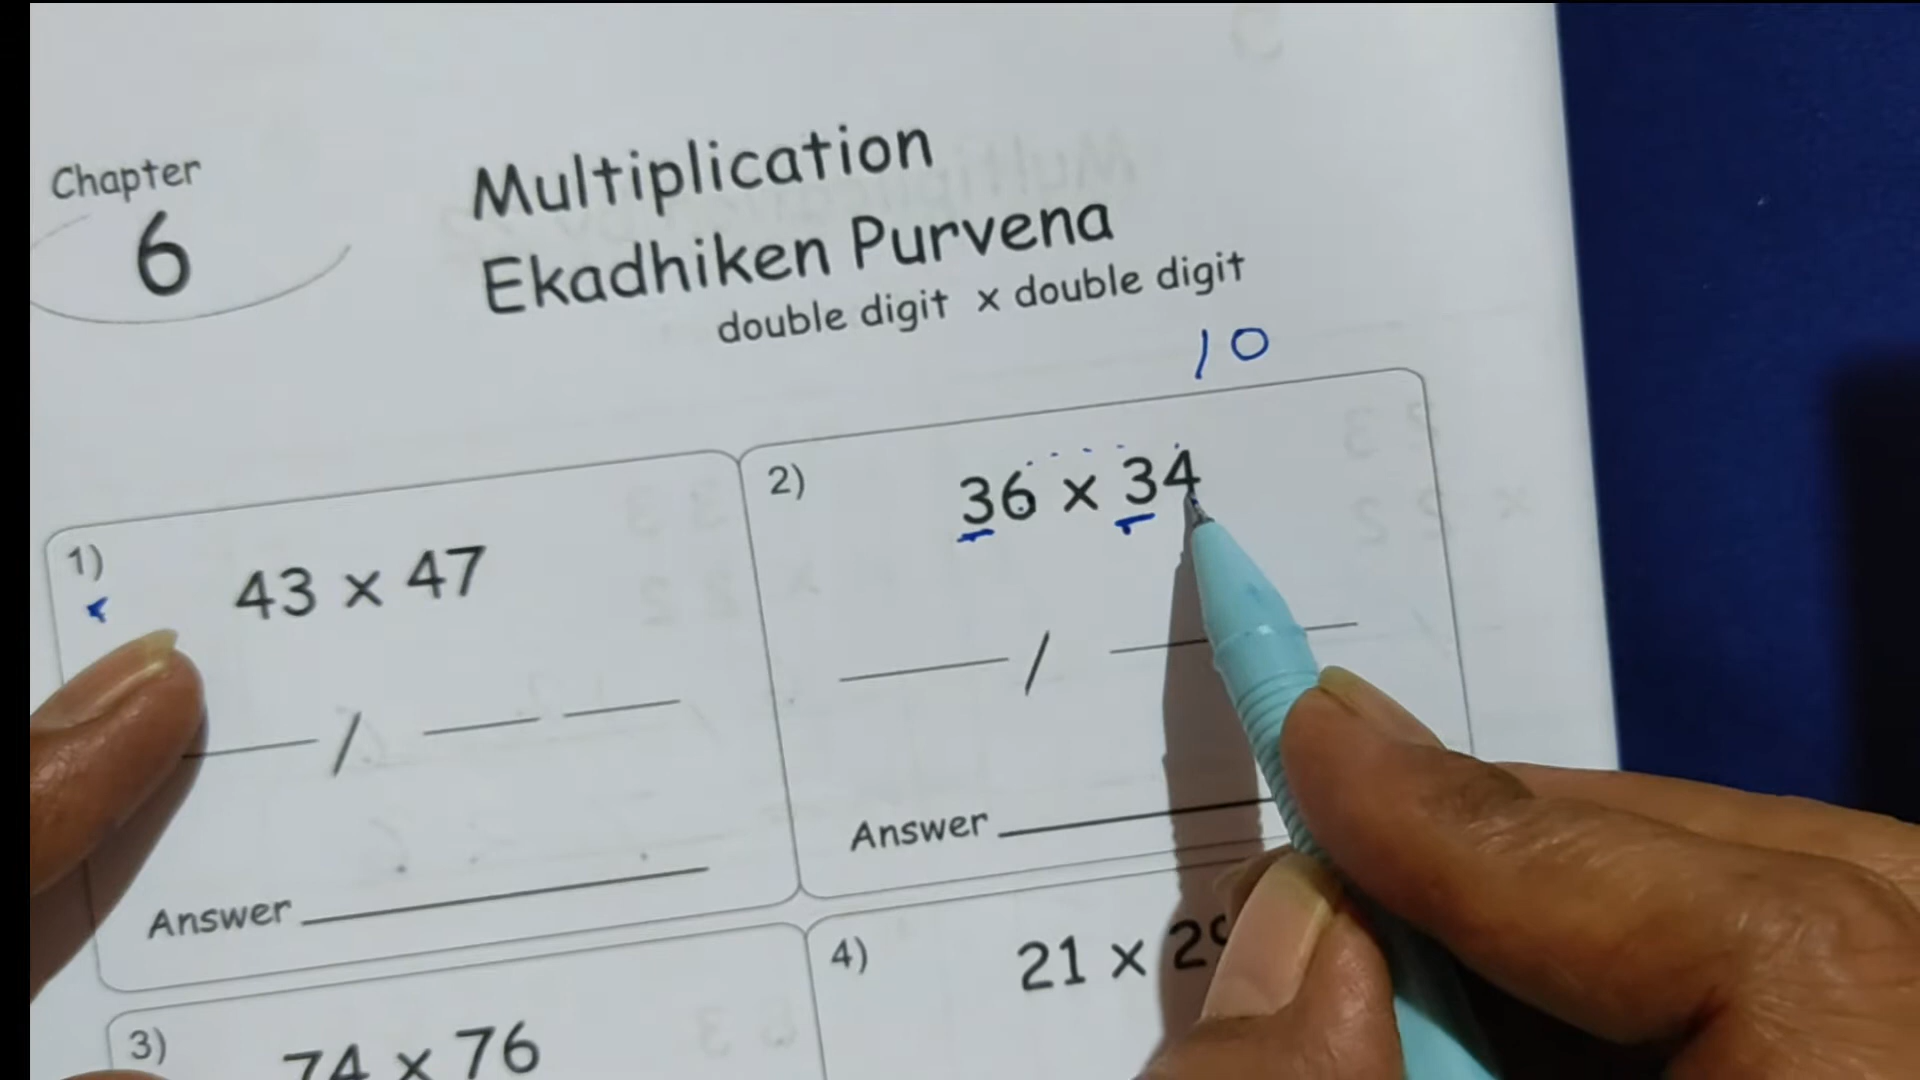 Chapter
6
Multiplication
Ekadhiken Purvena
double digit x double digit
10
1)
43 x 47
/
Answer
2)
36 x 34
/
Answer
3)
74 x 76
4)
21 x